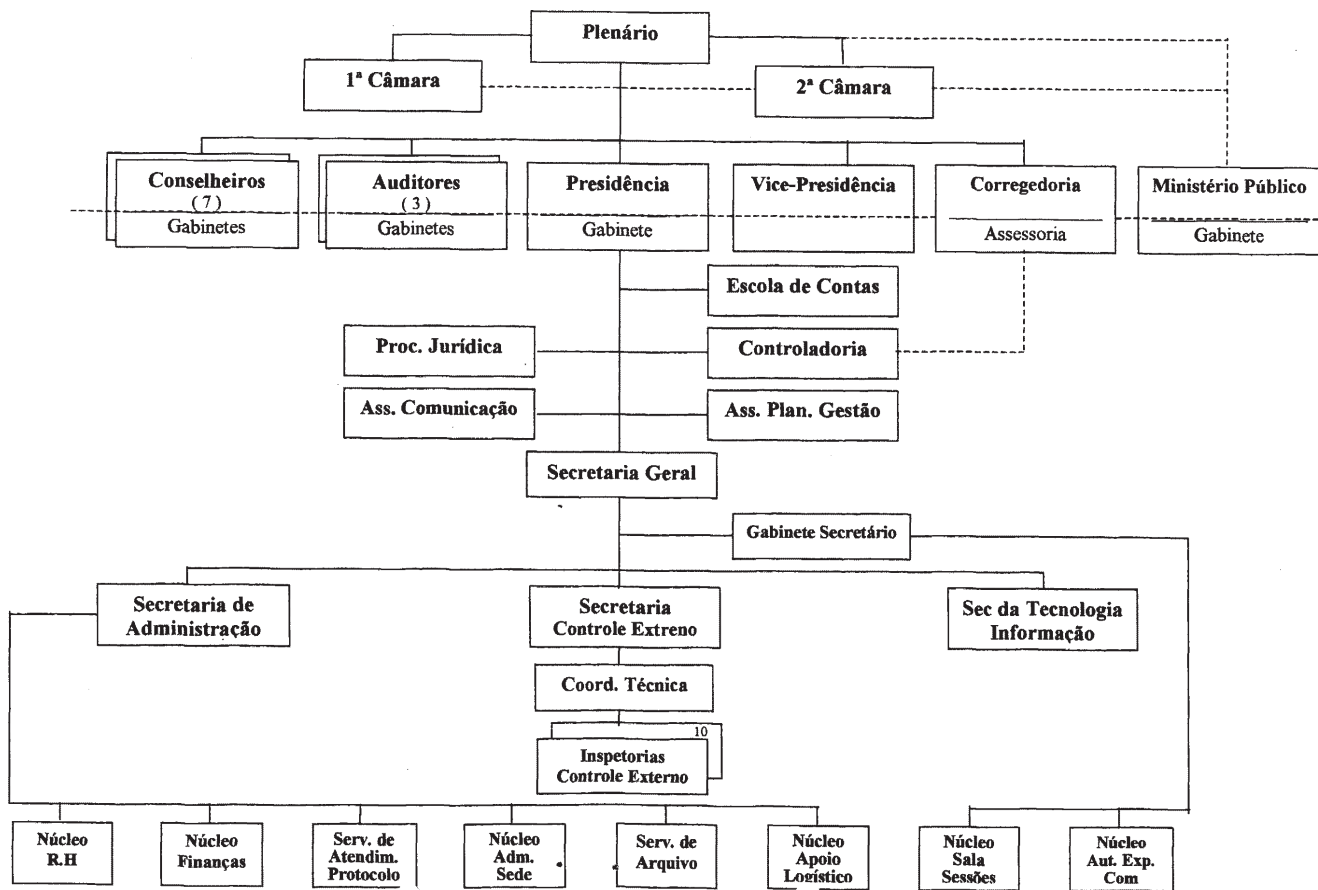 Plenário
1ª Câmara
2ª Câmara
Conselheiros
( 7 )
Gabinetes
Auditores
( 3 )
Gabinetes
Presidência
Gabinete
Vice-Presidência
Corregedoria
Assessoria
Ministério Público
Gabinete
Escola de Contas
Proc. Jurídica
Controladoria
Ass. Comunicação
Ass. Plan. Gestão
Secretaria Geral
Gabinete Secretário
Secretaria de
Administração
Secretaria
Controle Extreno
Sec da Tecnologia
Informação
Coord. Técnica
10
Inspetorias
Controle Externo
Núcleo
R.H
Núcleo
Finanças
Serv. de
Atendim.
Protocolo
Núcleo
Adm.
Sede
Serv. de
Arquivo
Núcleo
Apoio
Logístico
Núcleo
Sala
Sessões
Núcleo
Aut. Exp.
Com